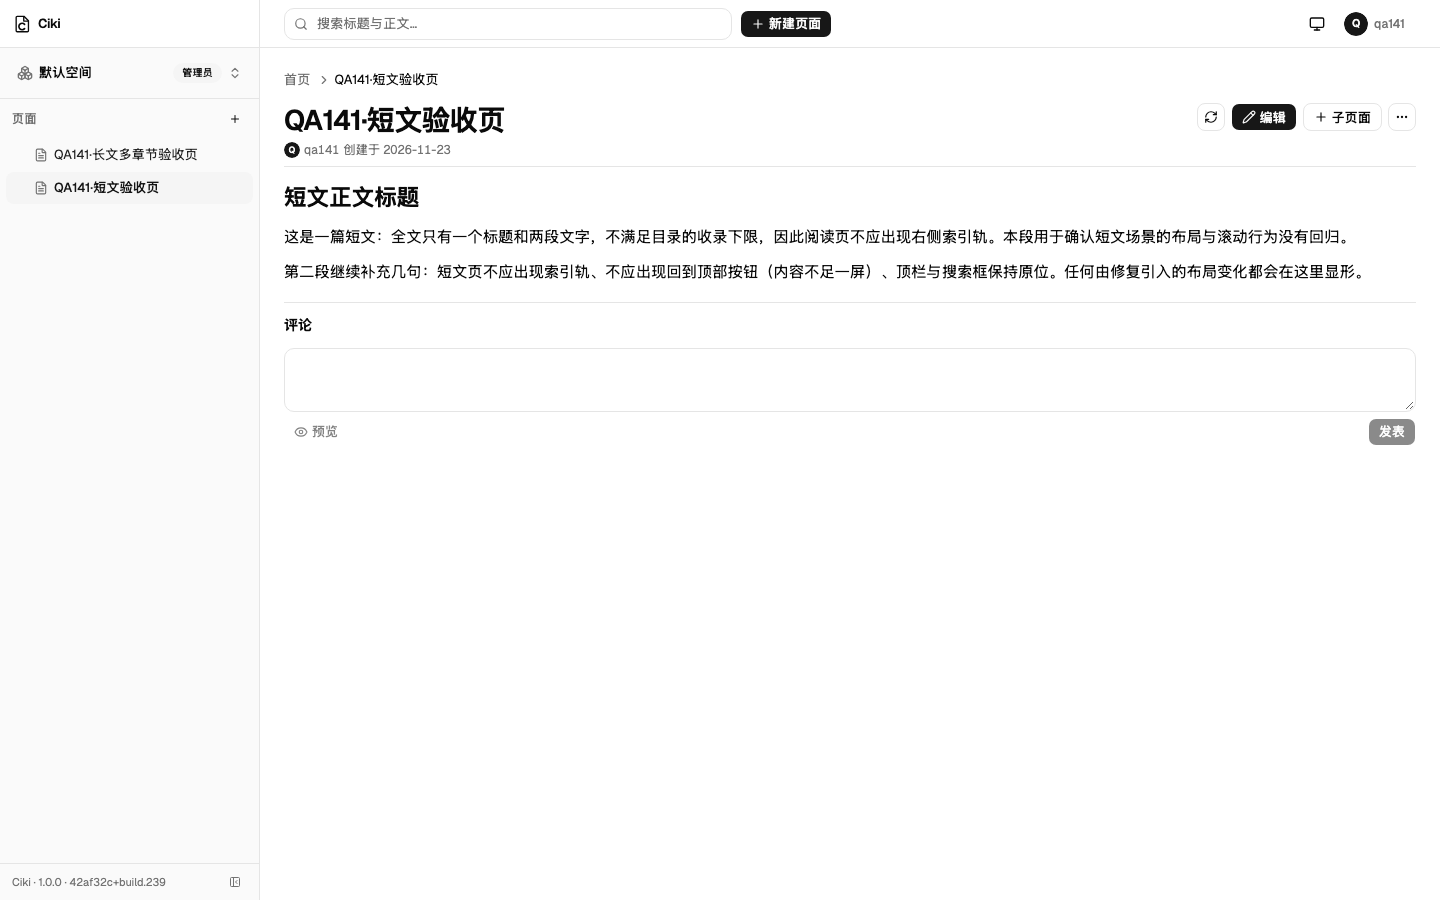 Ciki
搜索标题与正文...
新建页面
Q
qa141
默认空间
管理员
页面
QA141·长文多章节验收页
QA141·短文验收页
首页
QA141·短文验收页
QA141·短文验收页
编辑
子页面
Q qa141 创建于 2026-11-23
短文正文标题
这是一篇短文：全文只有一个标题和两段文字，不满足目录的收录下限，因此阅读页不应出现右侧索引轨。本段用于确认短文场景的布局与滚动行为没有回归。
第二段继续补充几句：短文页不应出现索引轨、不应出现回到顶部按钮（内容不足一屏）、顶栏与搜索框保持原位。任何由修复引入的布局变化都会在这里显形。
评论
预览
发表
Ciki · 1.0.0 · 42af32c+build.239